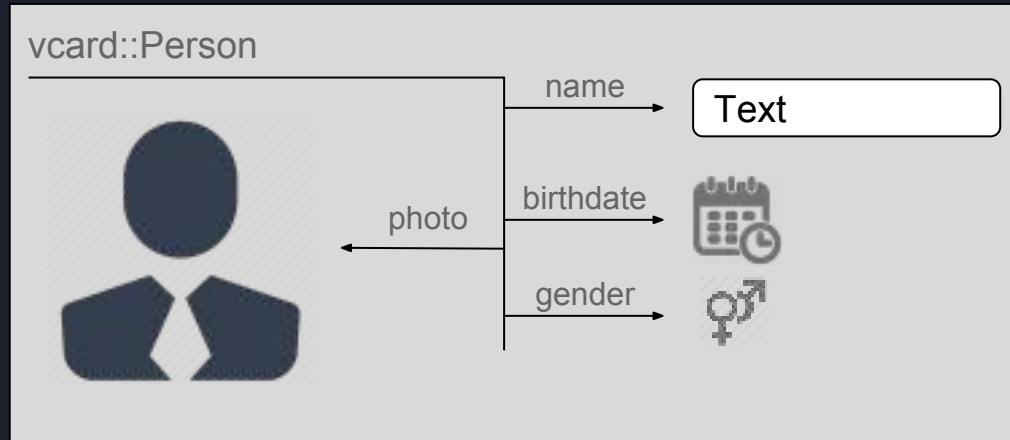 vcard::Person
name
Text
birthdate
photo
gender